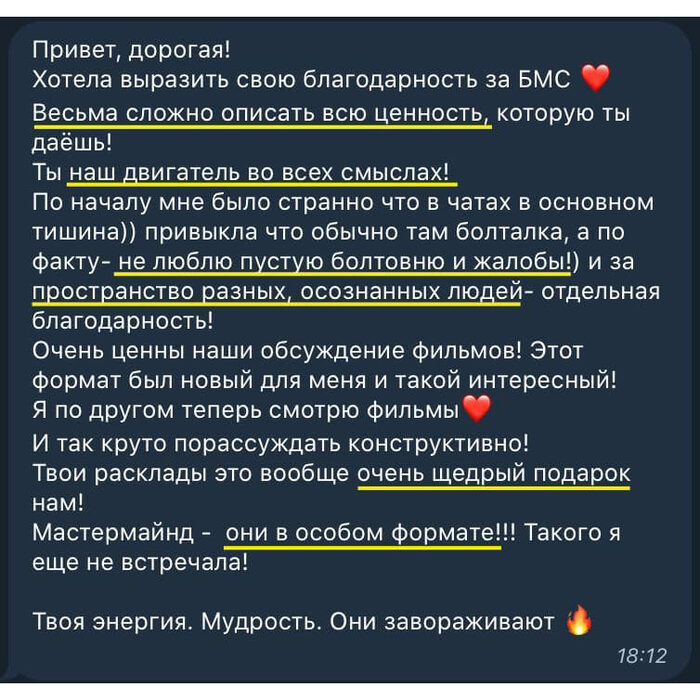 Привет, дорогая!
Хотела выразить свою благодарность за БМС ❤️
Весьма сложно описать всю ценность, которую ты
даёшь!
Ты наш двигатель во всех смыслах!
По началу мне было странно что в чатах в основном
тишина)) привыкла что обычно там болталка, а по
факту- не люблю пустую болтовню и жалобы!) и за
пространство разных, осознанных людей- отдельная
благодарность!
Очень ценны наши обсуждение фильмов! Этот
формат был новый для меня и такой интересный!
Я по другом теперь смотрю фильмы❤️
И так круто порассуждать конструктивно!
Твои расклады это вообще очень щедрый подарок
нам!
Мастермайнд - они в особом формате!!! Такого я
еще не встречала!
Твоя энергия. Мудрость. Они завораживают 🔥
18:12